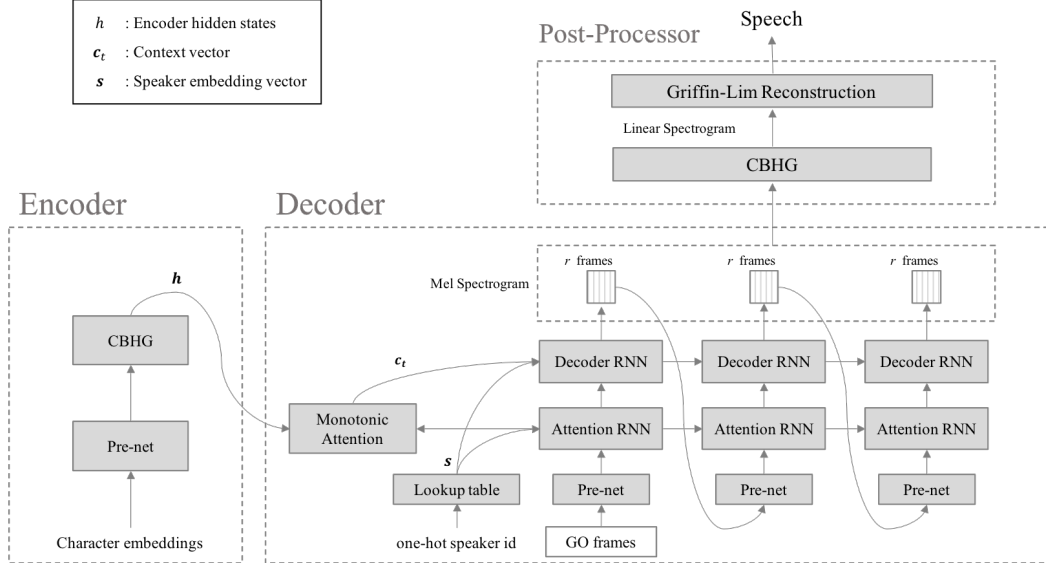 h : Encoder hidden states
c_t : Context vector
s : Speaker embedding vector
Speech
Post-Processor
Griffin-Lim Reconstruction
Linear Spectrogram
CBHG
Encoder
Decoder
h
CBHG
Pre-net
Character embeddings
Mel Spectrogram
r frames
r frames
r frames
c_t
Decoder RNN
Decoder RNN
Decoder RNN
Monotonic
Attention
Attention RNN
Attention RNN
Attention RNN
s
Lookup table
Pre-net
Pre-net
Pre-net
one-hot speaker id
GO frames